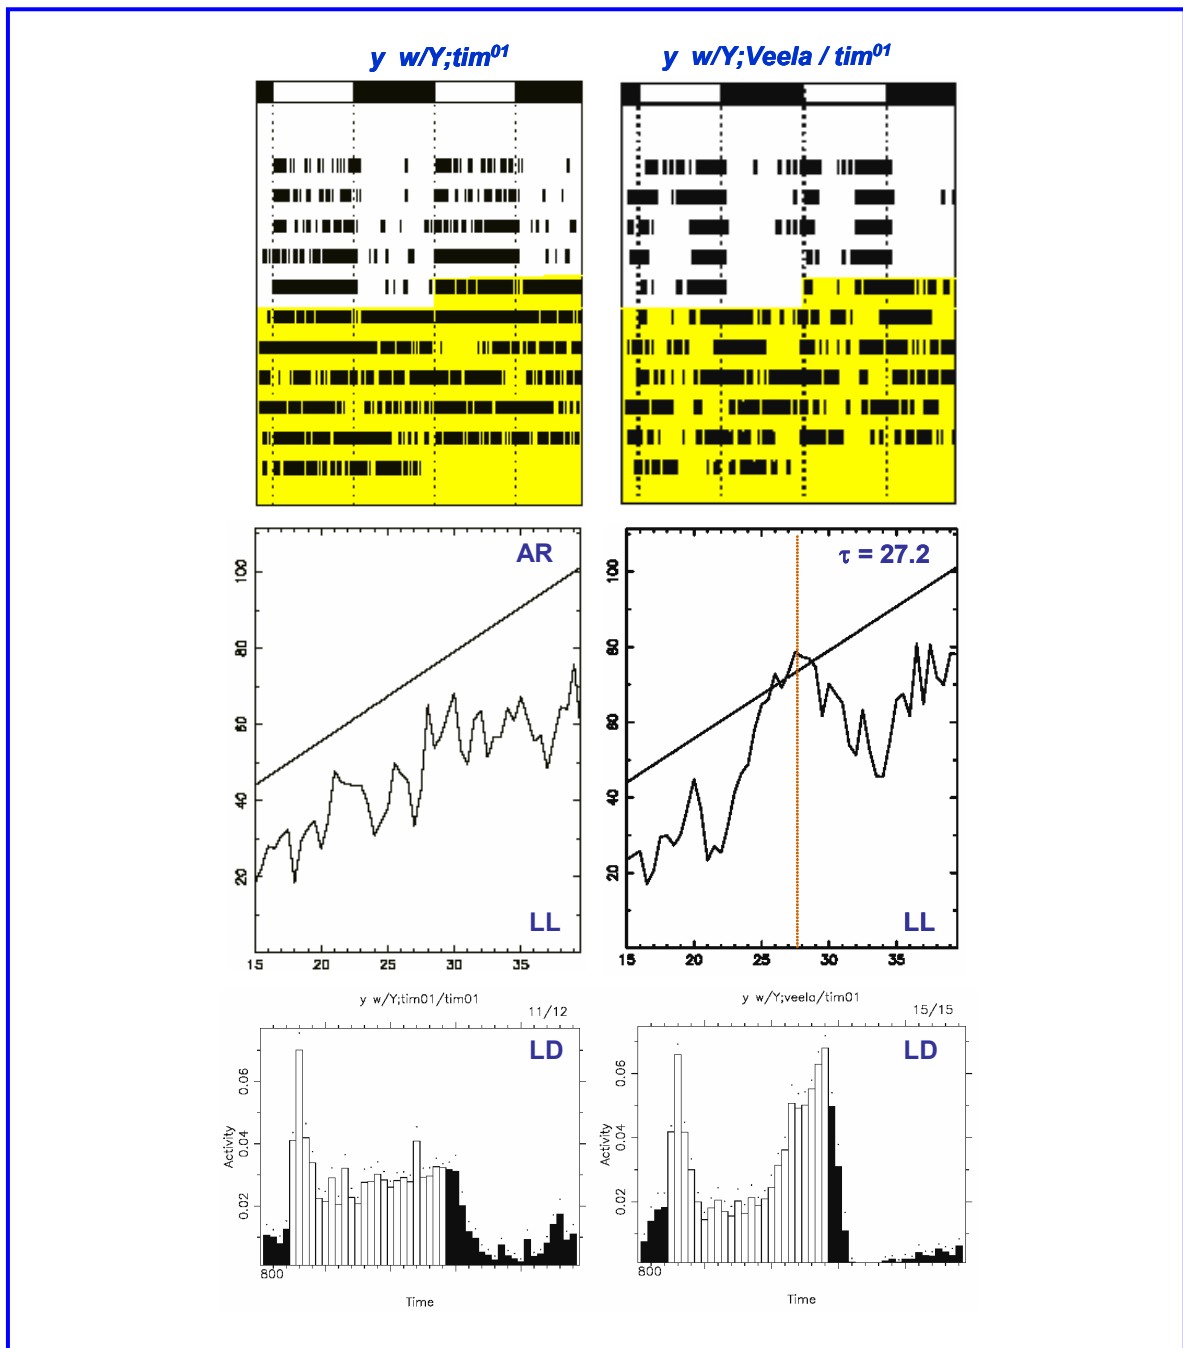 y w/Y;tim01
y w/Y;Veela / tim01
AR
100
80
60
40
20
LL
15 20 25 30 35
τ = 27.2
100
80
60
40
20
LL
15 20 25 30 35
y w/Y;tim01/tim01
11/12
LD
Activity
0.06
0.04
0.02
800
Time
y w/Y;veela/tim01
15/15
LD
Activity
0.06
0.04
0.02
800
Time